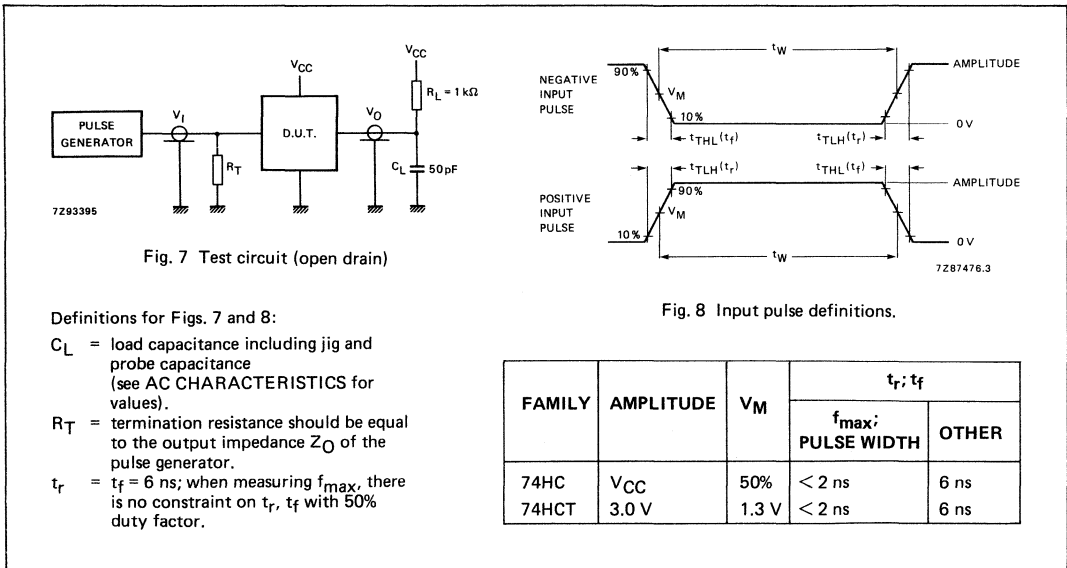 VCC
VCC
RL = 1 kΩ
VI
VO
PULSE
GENERATOR
D.U.T.
RT
CL
50 pF
7Z93395
Fig. 7 Test circuit (open drain)
tW
AMPLITUDE
NEGATIVE
INPUT
PULSE
90%
VM
10%
0 V
tTHL(tf)
tTLH(tr)
tTLH(tr)
tTHL(tf)
AMPLITUDE
POSITIVE
INPUT
PULSE
90%
VM
10%
0 V
tW
7Z87476.3
Fig. 8 Input pulse definitions.
Definitions for Figs. 7 and 8:
CL = load capacitance including jig and
probe capacitance
(see AC CHARACTERISTICS for
values).
RT = termination resistance should be equal
to the output impedance ZO of the
pulse generator.
tr = tf = 6 ns; when measuring fmax, there
is no constraint on tr, tf with 50%
duty factor.
FAMILY AMPLITUDE VM tr; tf
fmax; PULSE WIDTH OTHER
74HC VCC 50% < 2 ns 6 ns
74HCT 3.0 V 1.3 V < 2 ns 6 ns